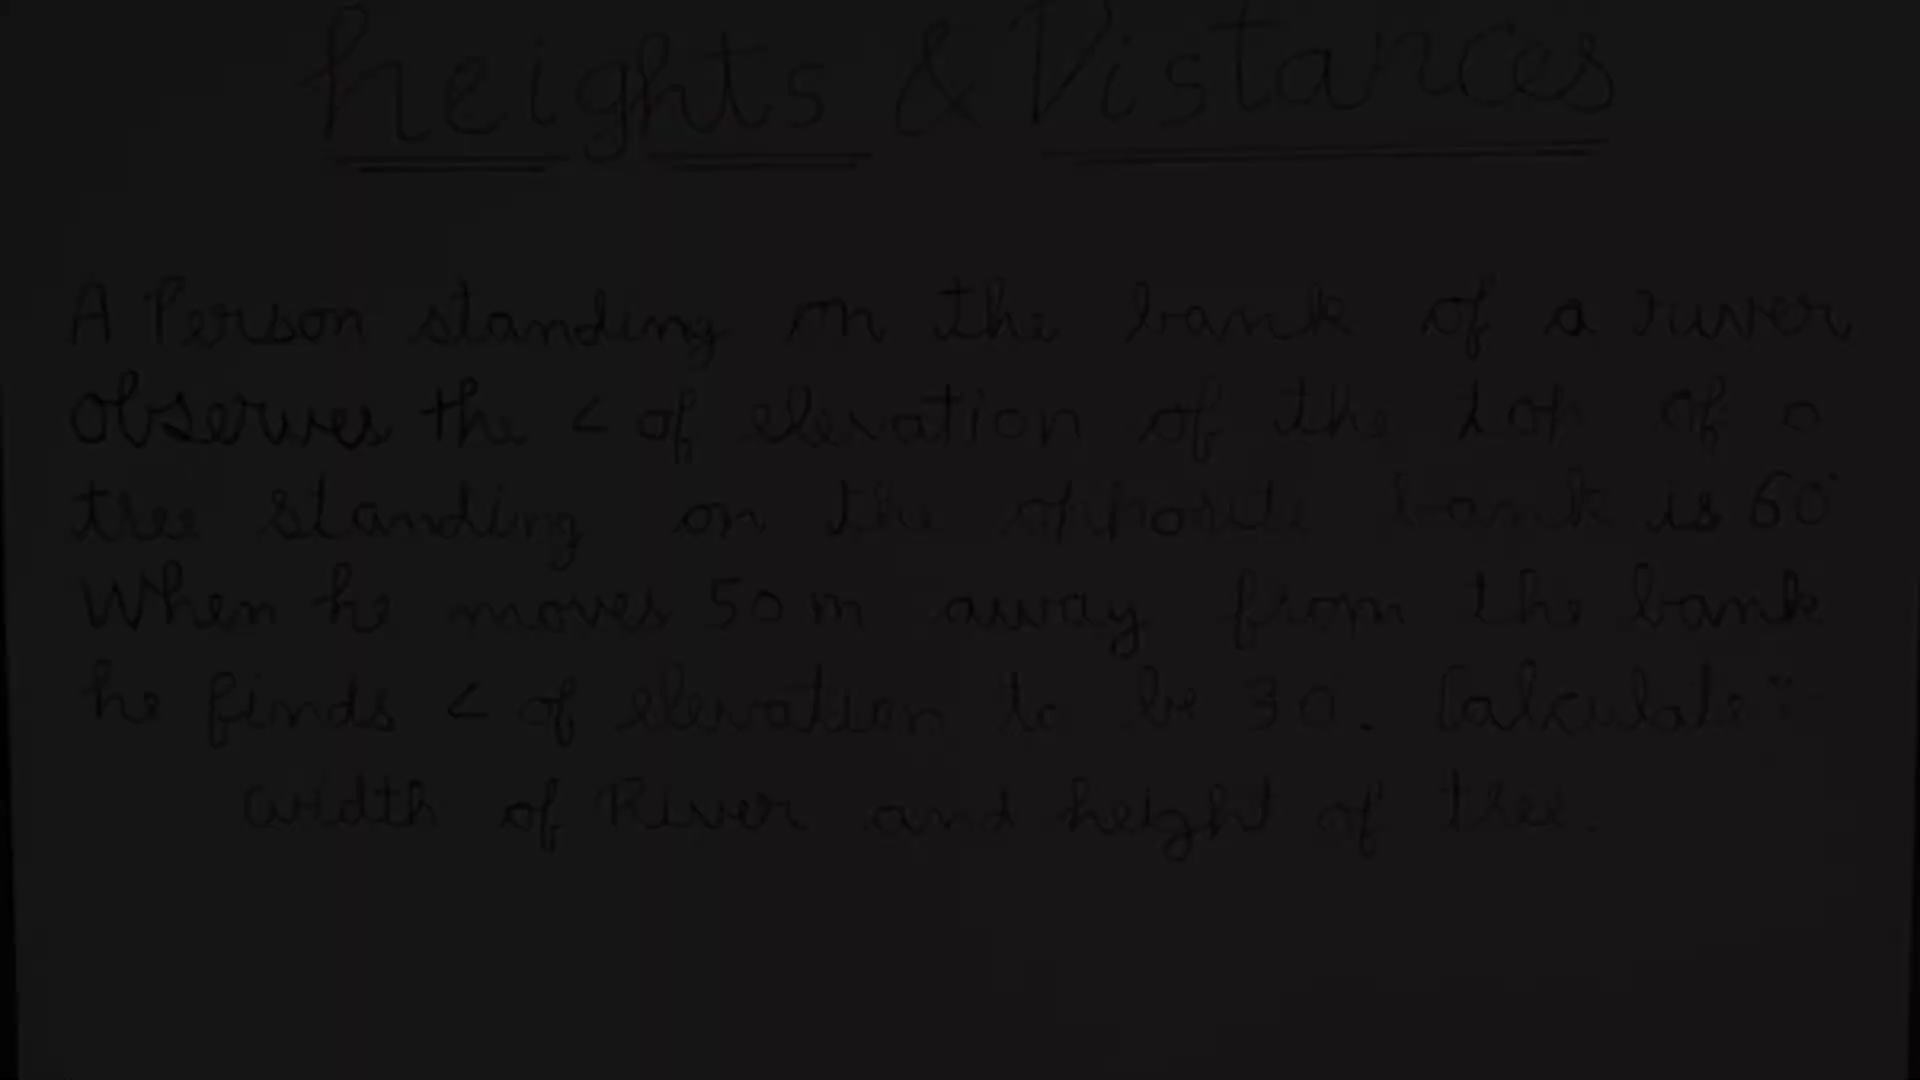 Heights & Distances
A Person standing on the bank of a river
observes the < of elevation of the top of a
tree standing on the opposite bank is 60°
When he moves 50 m away from the bank
he finds < of elevation to be 30. Calculate :-
width of River and height of tree.